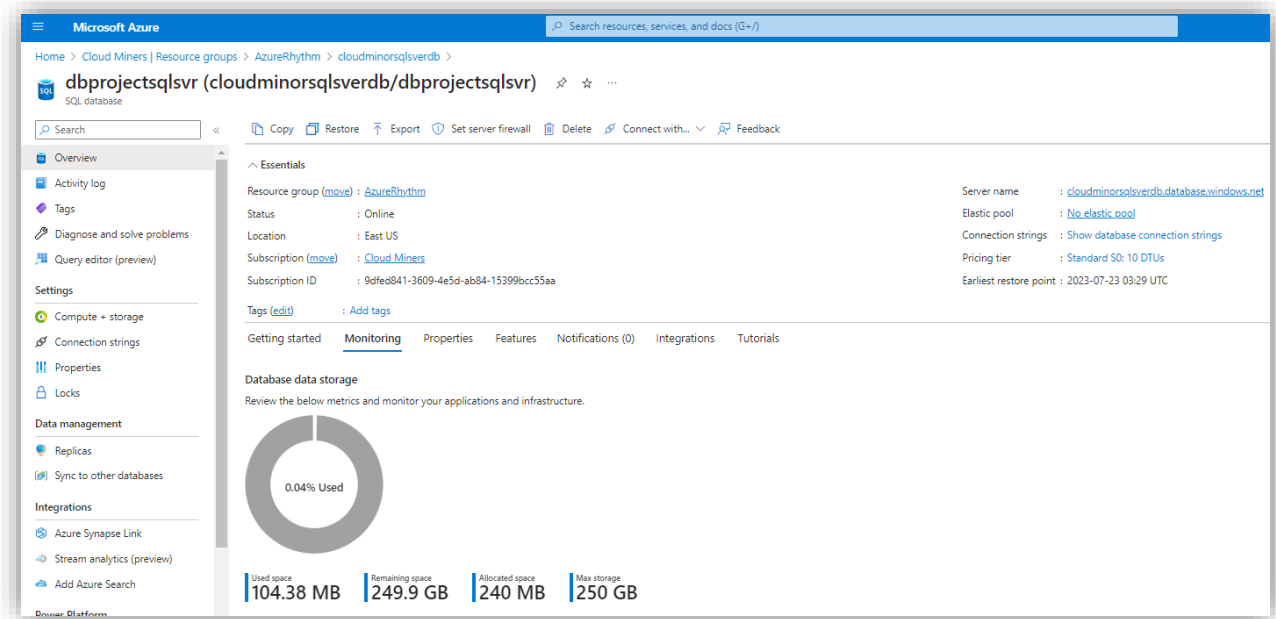 Microsoft Azure
Search resources, services, and docs (G+/)
Home > Cloud Miners | Resource groups > AzureRhythm > cloudminorsqlsverdb >
SQL
dbprojectsqlsvr (cloudminorsqlsverdb/dbprojectsqlsvr)
SQL database
Search
Overview
Activity log
Tags
Diagnose and solve problems
Query editor (preview)
Settings
Compute + storage
Connection strings
Properties
Locks
Data management
Replicas
Sync to other databases
Integrations
Azure Synapse Link
Stream analytics (preview)
Add Azure Search
Power Platform
Copy Restore Export Set server firewall Delete Connect with... Feedback
Essentials
Resource group (move) : AzureRhythm
Status : Online
Location : East US
Subscription (move) : Cloud Miners
Subscription ID : 9dfed841-3609-4e5d-ab84-15399bcc55aa
Server name : cloudminorsqlsverdb.database.windows.net
Elastic pool : No elastic pool
Connection strings : Show database connection strings
Pricing tier : Standard S0: 10 DTUs
Earliest restore point : 2023-07-23 03:29 UTC
Tags (edit) : Add tags
Getting started Monitoring Properties Features Notifications (0) Integrations Tutorials
Database data storage
Review the below metrics and monitor your applications and infrastructure.
0.04% Used
Used space
104.38 MB
Remaining space
249.9 GB
Allocated space
240 MB
Max storage
250 GB